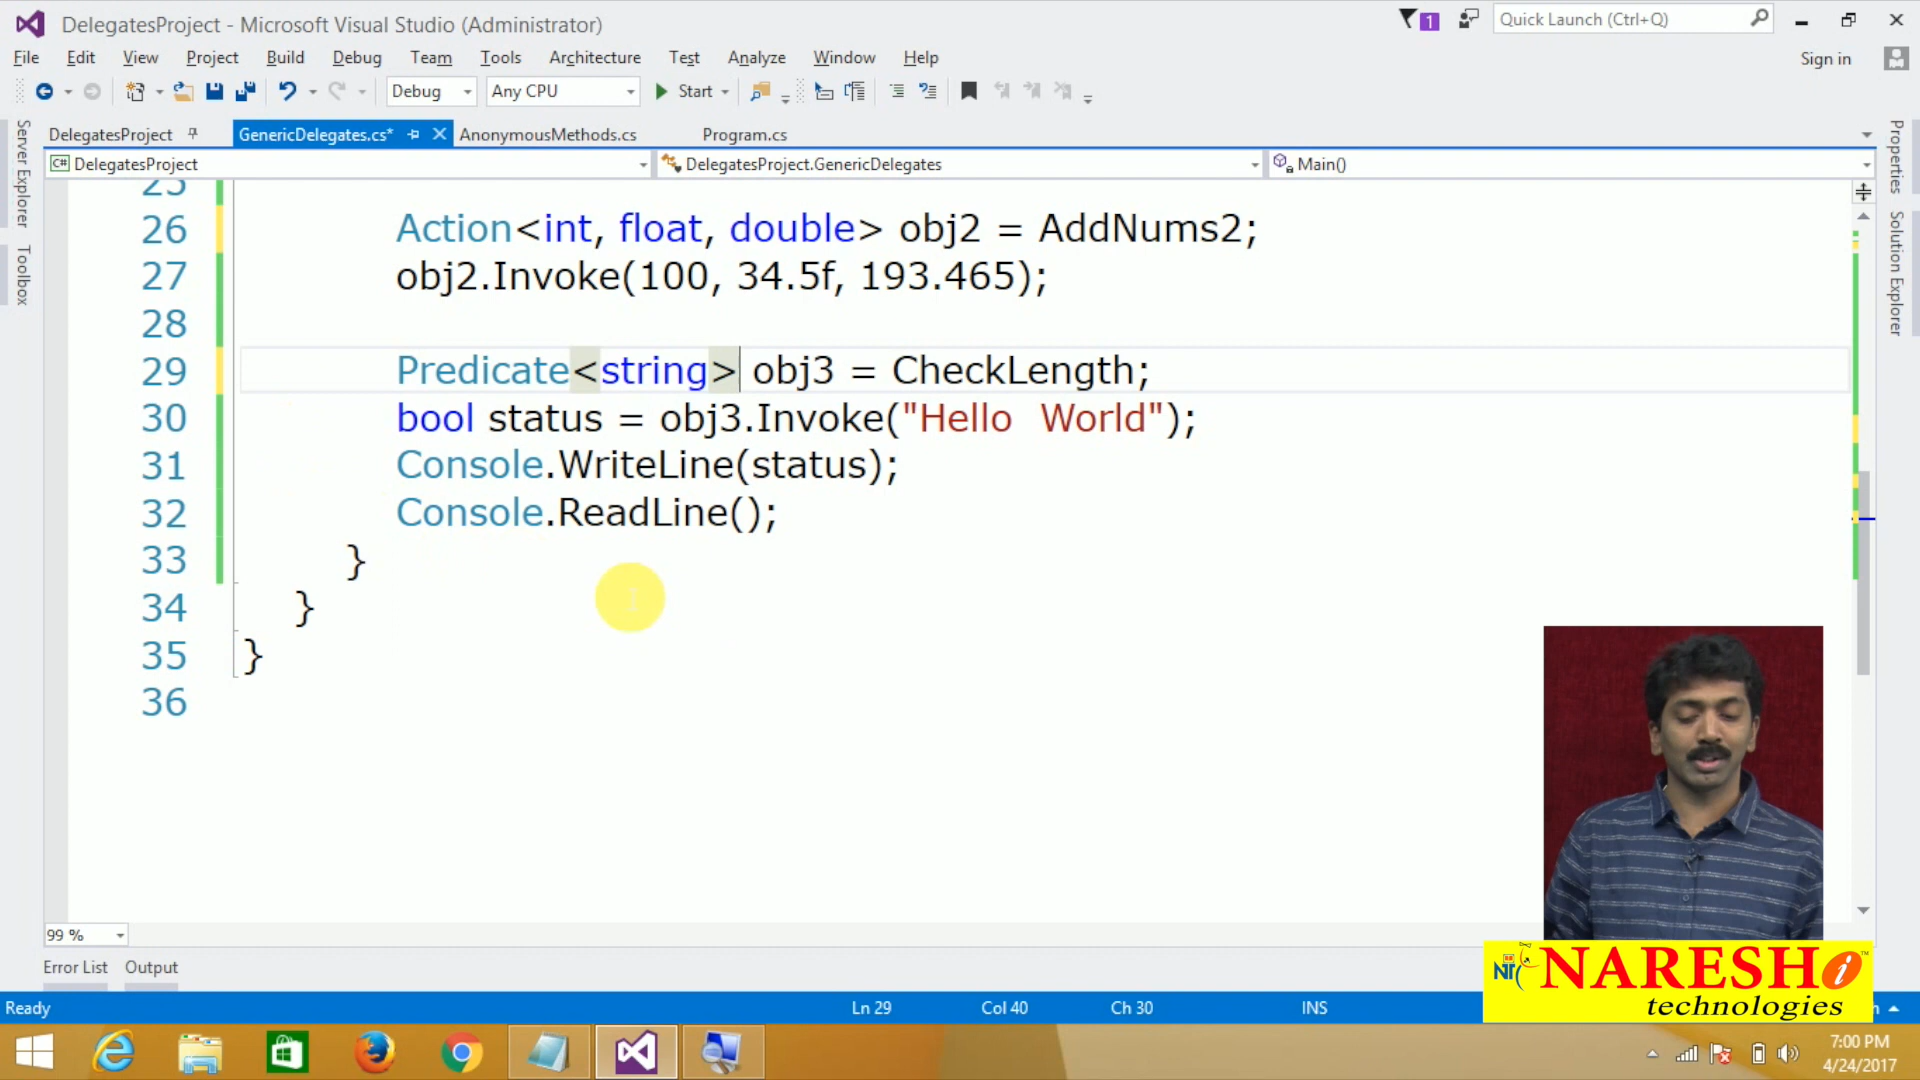 DelegatesProject - Microsoft Visual Studio (Administrator)
1
Quick Launch (Ctrl+Q)
File Edit View Project Build Debug Team Tools Architecture Test Analyze Window Help
Sign in
Debug Any CPU Start
DelegatesProject GenericDelegates.cs* AnonymousMethods.cs Program.cs
C# DelegatesProject DelegatesProject.GenericDelegates Main()
Server Explorer
Toolbox
Properties
Solution Explorer
25
26 Action<int, float, double> obj2 = AddNums2;
27 obj2.Invoke(100, 34.5f, 193.465);
28
29 Predicate<string> obj3 = CheckLength;
30 bool status = obj3.Invoke("Hello World");
31 Console.WriteLine(status);
32 Console.ReadLine();
33 }
34 }
35 }
36
99 %
Error List Output
Ready Ln 29 Col 40 Ch 30 INS
NARESH i
technologies
7:00 PM
4/24/2017